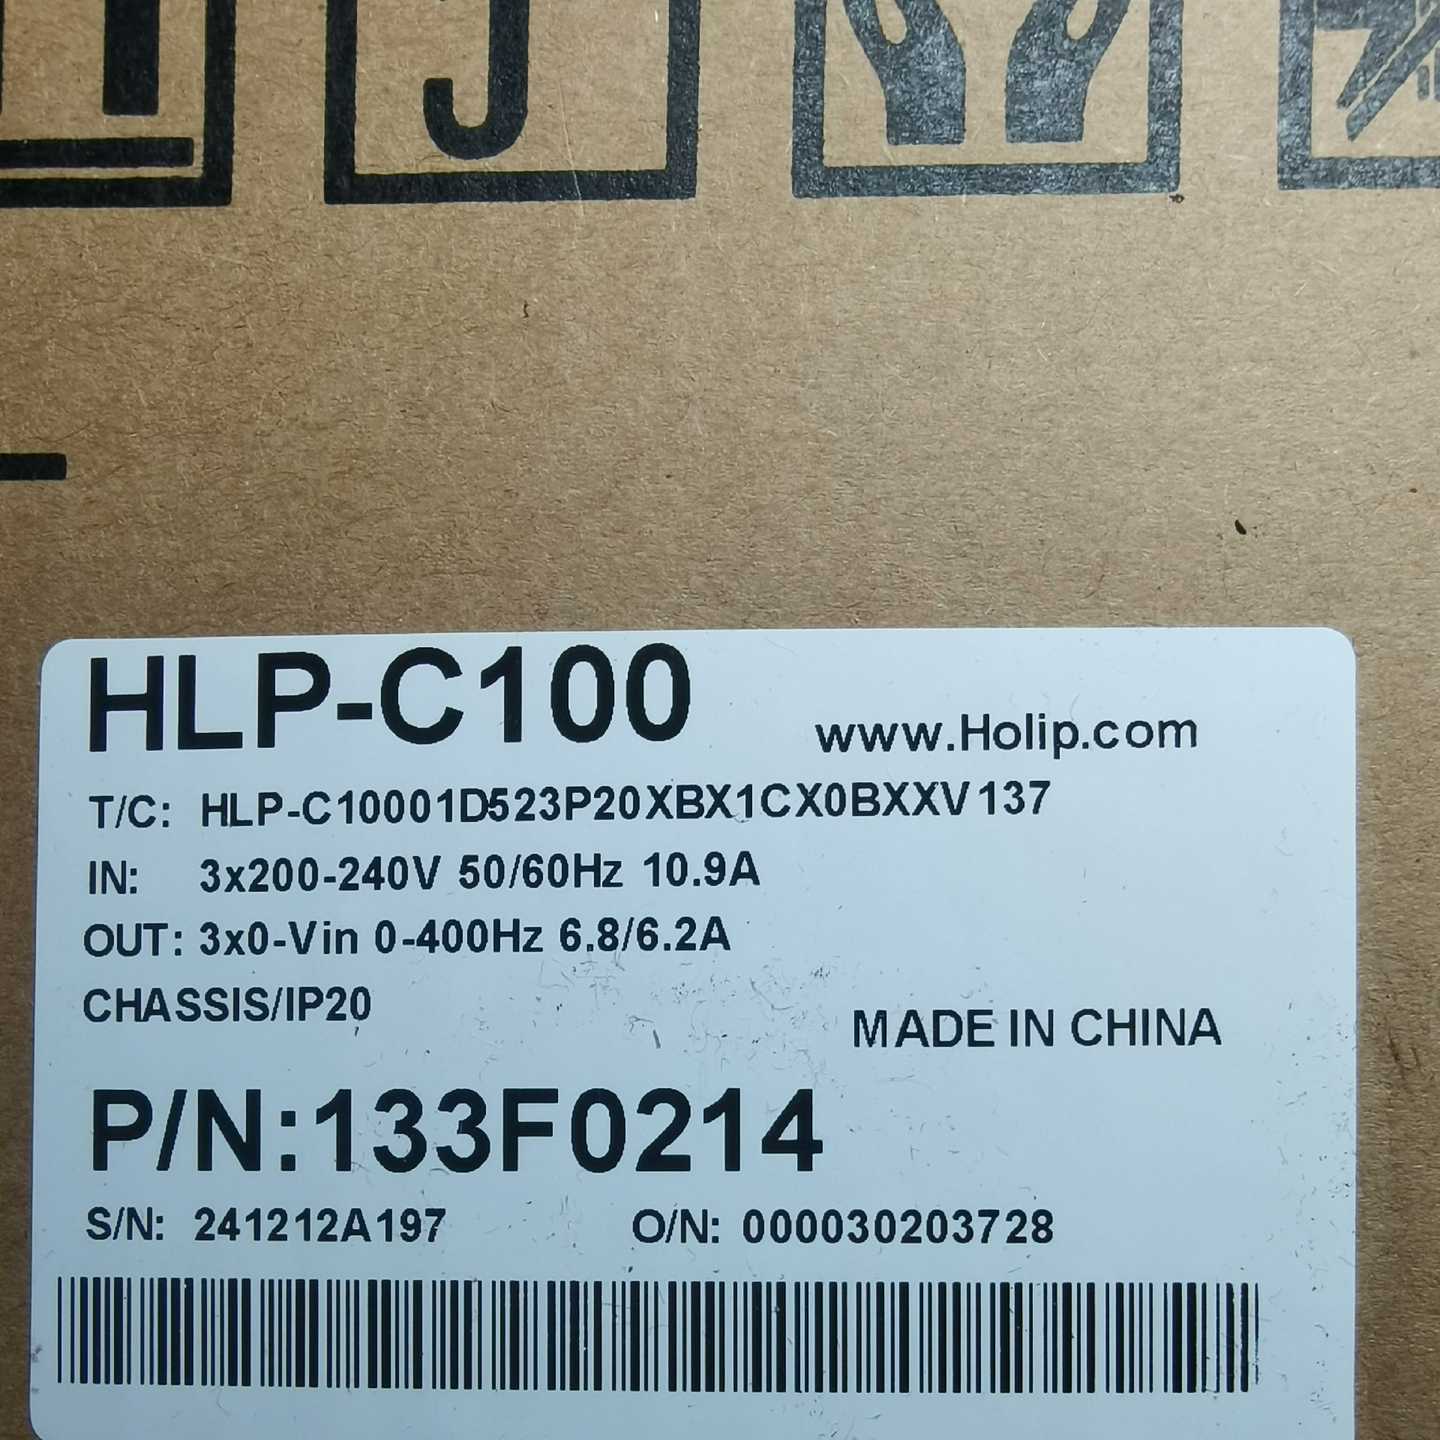 HLP-C100
www.Holip.com
T/C: HLP-C10001D523P20XBX1CX0BXXV137
IN: 3x200-240V 50/60Hz 10.9A
OUT: 3x0-Vin 0-400Hz 6.8/6.2A
CHASSIS/IP20
MADE IN CHINA
P/N:133F0214
S/N: 241212A197 O/N: 000030203728